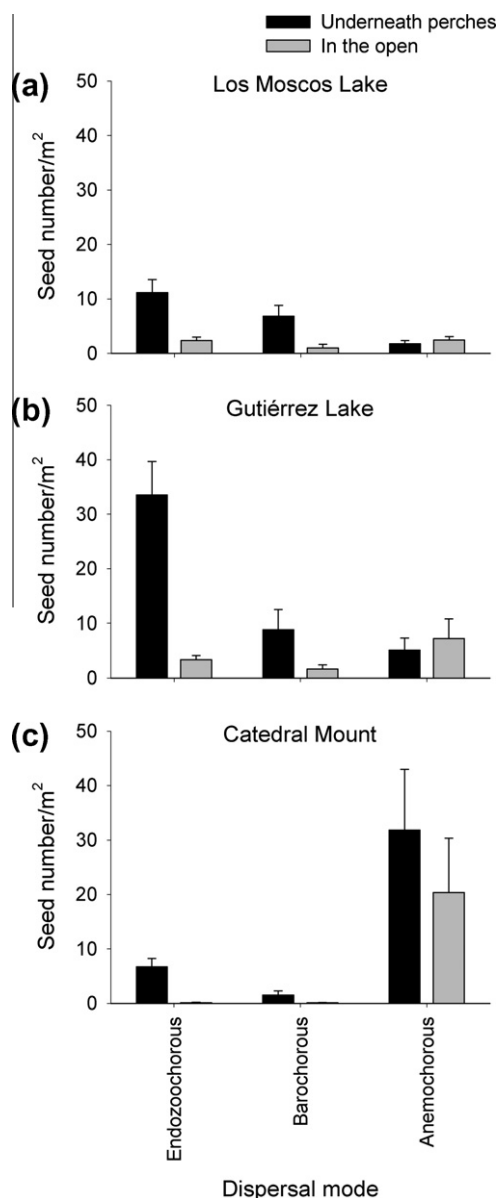 Underneath perches
In the open
(a)
Los Moscos Lake
50
40
30
20
10
0
Seed number/m²
(b)
Gutiérrez Lake
50
40
30
20
10
0
Seed number/m²
(c)
Catedral Mount
50
40
30
20
10
0
Seed number/m²
Endozoochorous
Barochorous
Anemochorous
Dispersal mode